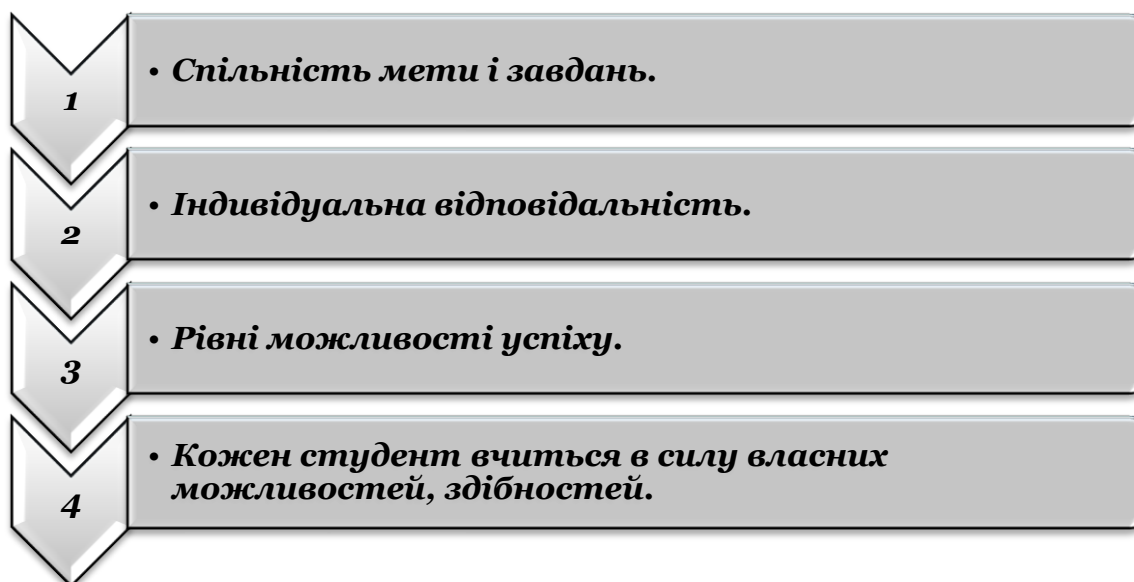 1
• Спільність мети і завдань.
2
• Індивідуальна відповідальність.
3
• Рівні можливості успіху.
4
• Кожен студент вчиться в силу власних
можливостей, здібностей.